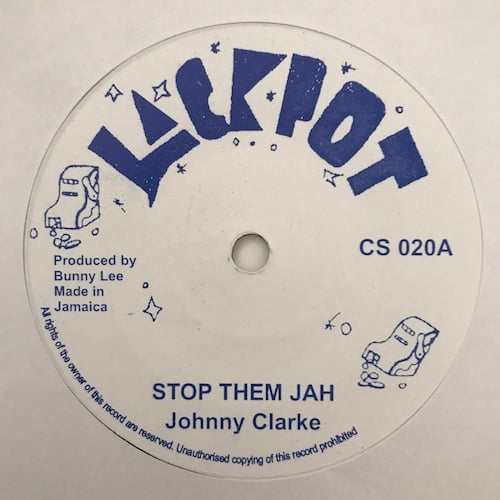 JACKPOT
CS 020A
Produced by
Bunny Lee
Made in
Jamaica
STOP THEM JAH
Johnny Clarke
All rights of the owner of this record are reserved. Unauthorised copying of this record prohibited